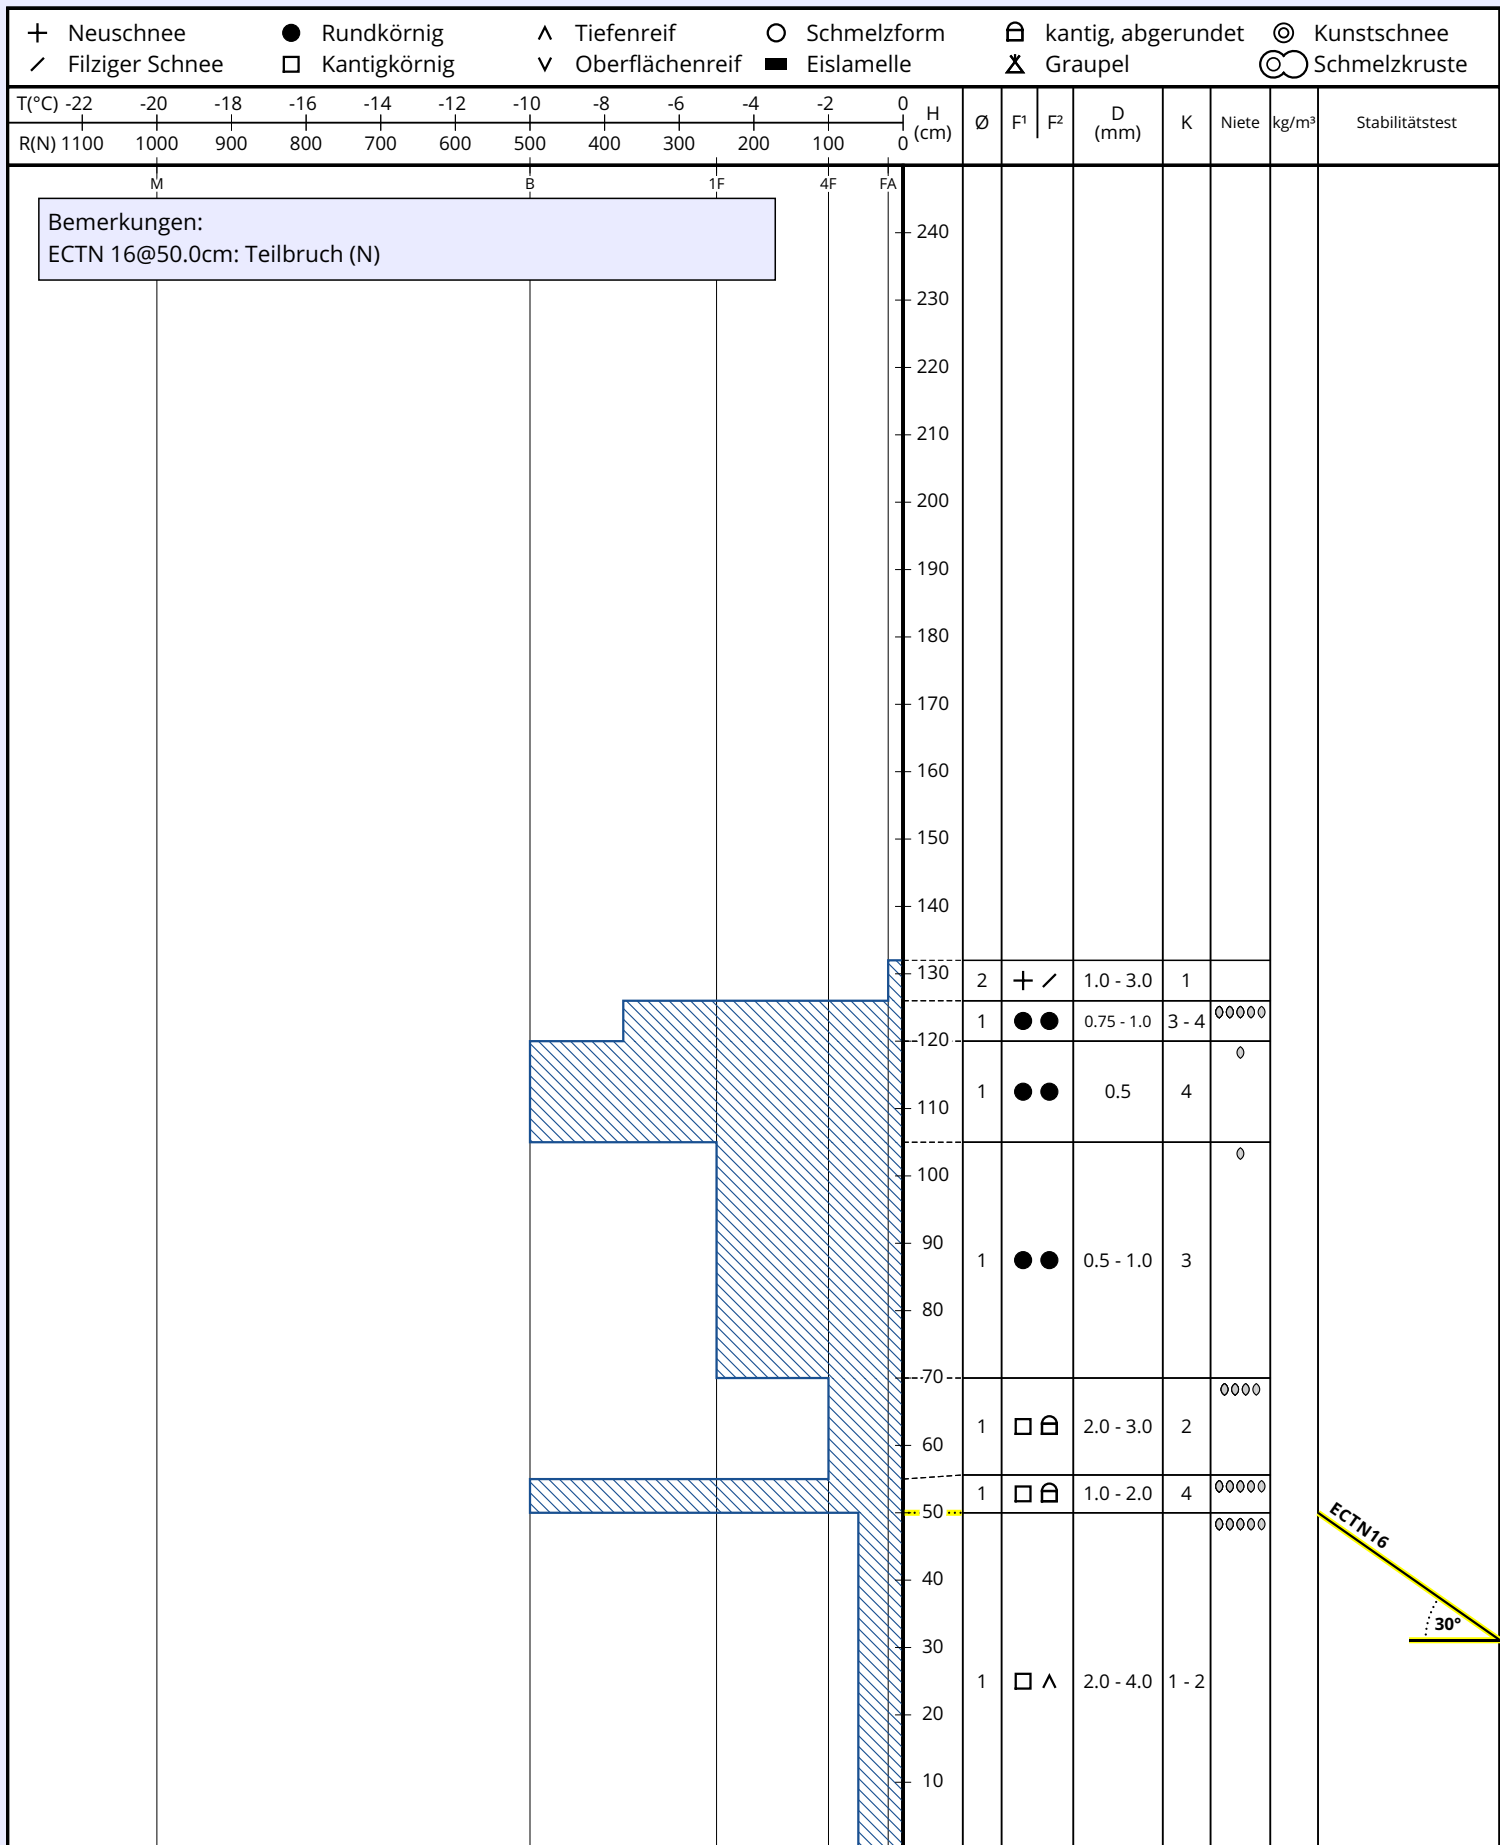 Neuschnee Rundkörnig Tiefenreif Schmelzform kantig, abgerundet Kunstschnee
Filziger Schnee Kantigkörnig Oberflächenreif Eislamelle Graupel Schmelzkruste
T(°C) -22 -20 -18 -16 -14 -12 -10 -8 -6 -4 -2 0
R(N) 1100 1000 900 800 700 600 500 400 300 200 100 0
H
(cm)
Ø
F¹ F²
D
(mm)
K
Niete
kg/m³
Stabilitätstest
M B 1F 4F FA
Bemerkungen:
ECTN 16@50.0cm: Teilbruch (N)
240
230
220
210
200
190
180
170
160
150
140
130
2 1.0 - 3.0 1
1 0.75 - 1.0 3 - 4
120
1 0.5 4
110
100
90
1 0.5 - 1.0 3
80
70
1 2.0 - 3.0 2
60
1 1.0 - 2.0 4
50
ECTN16
40
30°
30
1 2.0 - 4.0 1 - 2
20
10